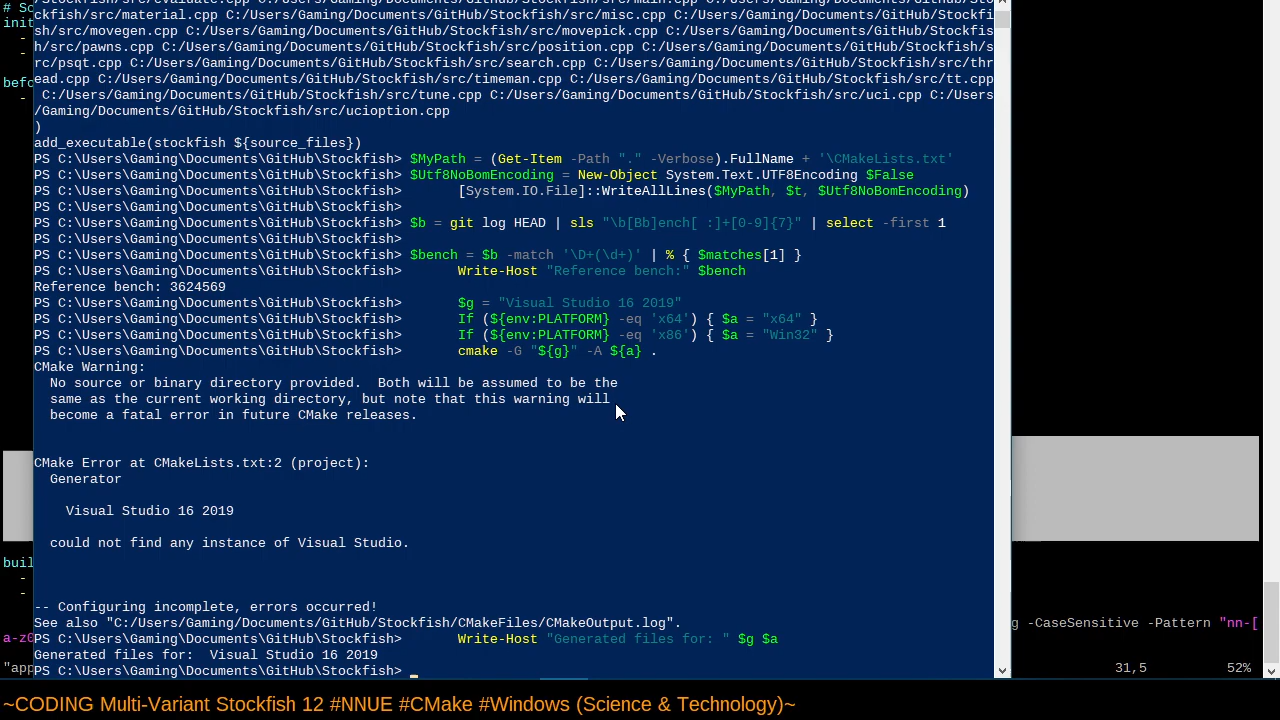 # So
init
-
-
befo
-
ckfish/src/material.cpp C:/Users/Gaming/Documents/GitHub/Stockfish/src/misc.cpp C:/Users/Gaming/Documents/GitHub/Stockfi
sh/src/movegen.cpp C:/Users/Gaming/Documents/GitHub/Stockfish/src/movepick.cpp C:/Users/Gaming/Documents/GitHub/Stockfis
h/src/pawns.cpp C:/Users/Gaming/Documents/GitHub/Stockfish/src/position.cpp C:/Users/Gaming/Documents/GitHub/Stockfish/s
rc/psqt.cpp C:/Users/Gaming/Documents/GitHub/Stockfish/src/search.cpp C:/Users/Gaming/Documents/GitHub/Stockfish/src/thr
ead.cpp C:/Users/Gaming/Documents/GitHub/Stockfish/src/timeman.cpp C:/Users/Gaming/Documents/GitHub/Stockfish/src/tt.cpp
C:/Users/Gaming/Documents/GitHub/Stockfish/src/tune.cpp C:/Users/Gaming/Documents/GitHub/Stockfish/src/uci.cpp C:/Users
/Gaming/Documents/GitHub/Stockfish/src/ucioption.cpp
)
add_executable(stockfish ${source_files})
PS C:\Users\Gaming\Documents\GitHub\Stockfish> $MyPath = (Get-Item -Path "." -Verbose).FullName + '\CMakeLists.txt'
PS C:\Users\Gaming\Documents\GitHub\Stockfish> $Utf8NoBomEncoding = New-Object System.Text.UTF8Encoding $False
PS C:\Users\Gaming\Documents\GitHub\Stockfish>       [System.IO.File]::WriteAllLines($MyPath, $t, $Utf8NoBomEncoding)
PS C:\Users\Gaming\Documents\GitHub\Stockfish>
PS C:\Users\Gaming\Documents\GitHub\Stockfish> $b = git log HEAD | sls "\b[Bb]ench[ :]+[0-9]{7}" | select -first 1
PS C:\Users\Gaming\Documents\GitHub\Stockfish>
PS C:\Users\Gaming\Documents\GitHub\Stockfish> $bench = $b -match '\D+(\d+)' | % { $matches[1] }
PS C:\Users\Gaming\Documents\GitHub\Stockfish>       Write-Host "Reference bench:" $bench
Reference bench: 3624569
PS C:\Users\Gaming\Documents\GitHub\Stockfish>       $g = "Visual Studio 16 2019"
PS C:\Users\Gaming\Documents\GitHub\Stockfish>       If (${env:PLATFORM} -eq 'x64') { $a = "x64" }
PS C:\Users\Gaming\Documents\GitHub\Stockfish>       If (${env:PLATFORM} -eq 'x86') { $a = "Win32" }
PS C:\Users\Gaming\Documents\GitHub\Stockfish>       cmake -G "${g}" -A ${a} .
CMake Warning:
  No source or binary directory provided.  Both will be assumed to be the
  same as the current working directory, but note that this warning will
  become a fatal error in future CMake releases.
CMake Error at CMakeLists.txt:2 (project):
  Generator
    Visual Studio 16 2019
  could not find any instance of Visual Studio.
-- Configuring incomplete, errors occurred!
See also "C:/Users/Gaming/Documents/GitHub/Stockfish/CMakeFiles/CMakeOutput.log".
PS C:\Users\Gaming\Documents\GitHub\Stockfish>       Write-Host "Generated files for: " $g $a
Generated files for:  Visual Studio 16 2019
PS C:\Users\Gaming\Documents\GitHub\Stockfish>
buil
-
-
g -CaseSensitive -Pattern "nn-[
a-z0
"app
31,5 52%
~CODING Multi-Variant Stockfish 12 #NNUE #CMake #Windows (Science & Technology)~